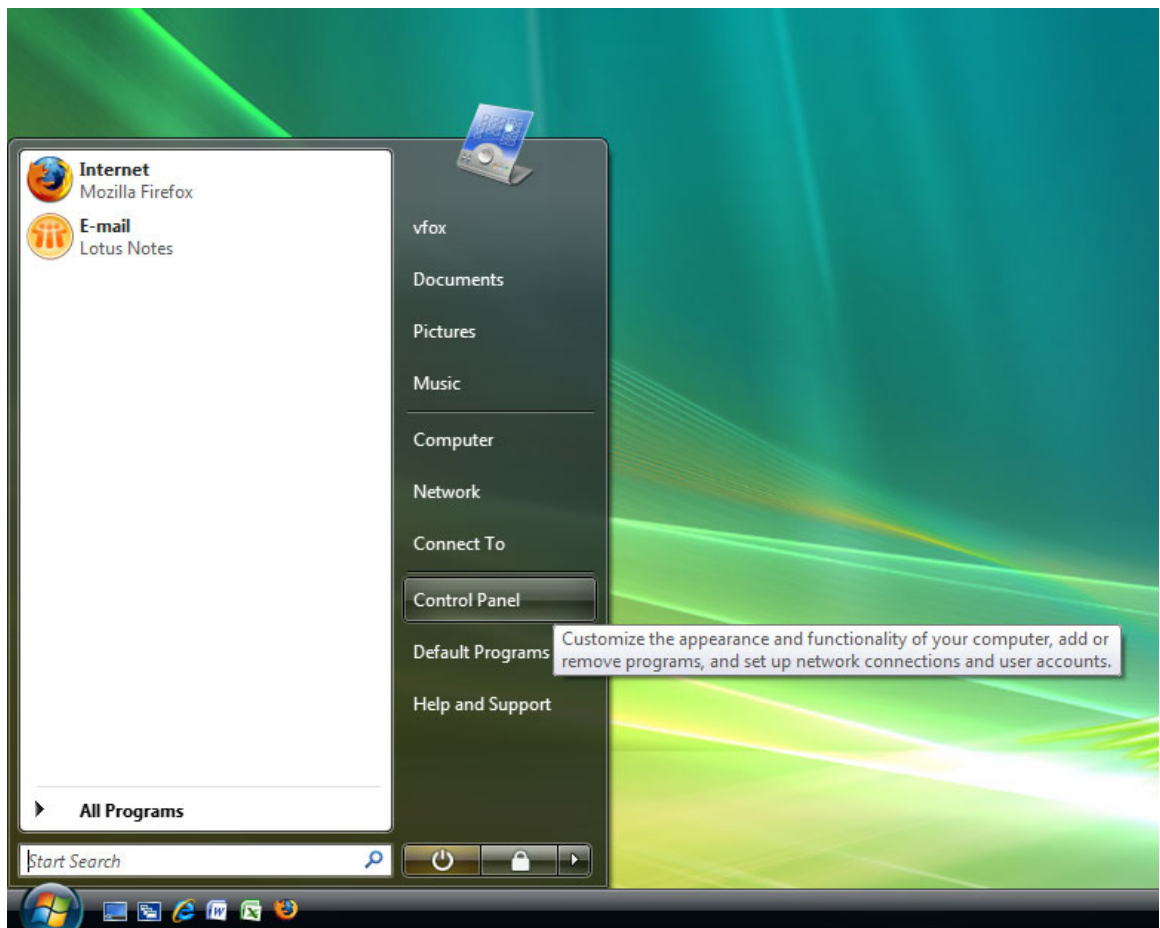 Internet
Mozilla Firefox
E-mail
Lotus Notes
All Programs
Start Search
vfox
Documents
Pictures
Music
Computer
Network
Connect To
Control Panel
Default Programs
Help and Support
Customize the appearance and functionality of your computer, add or
remove programs, and set up network connections and user accounts.